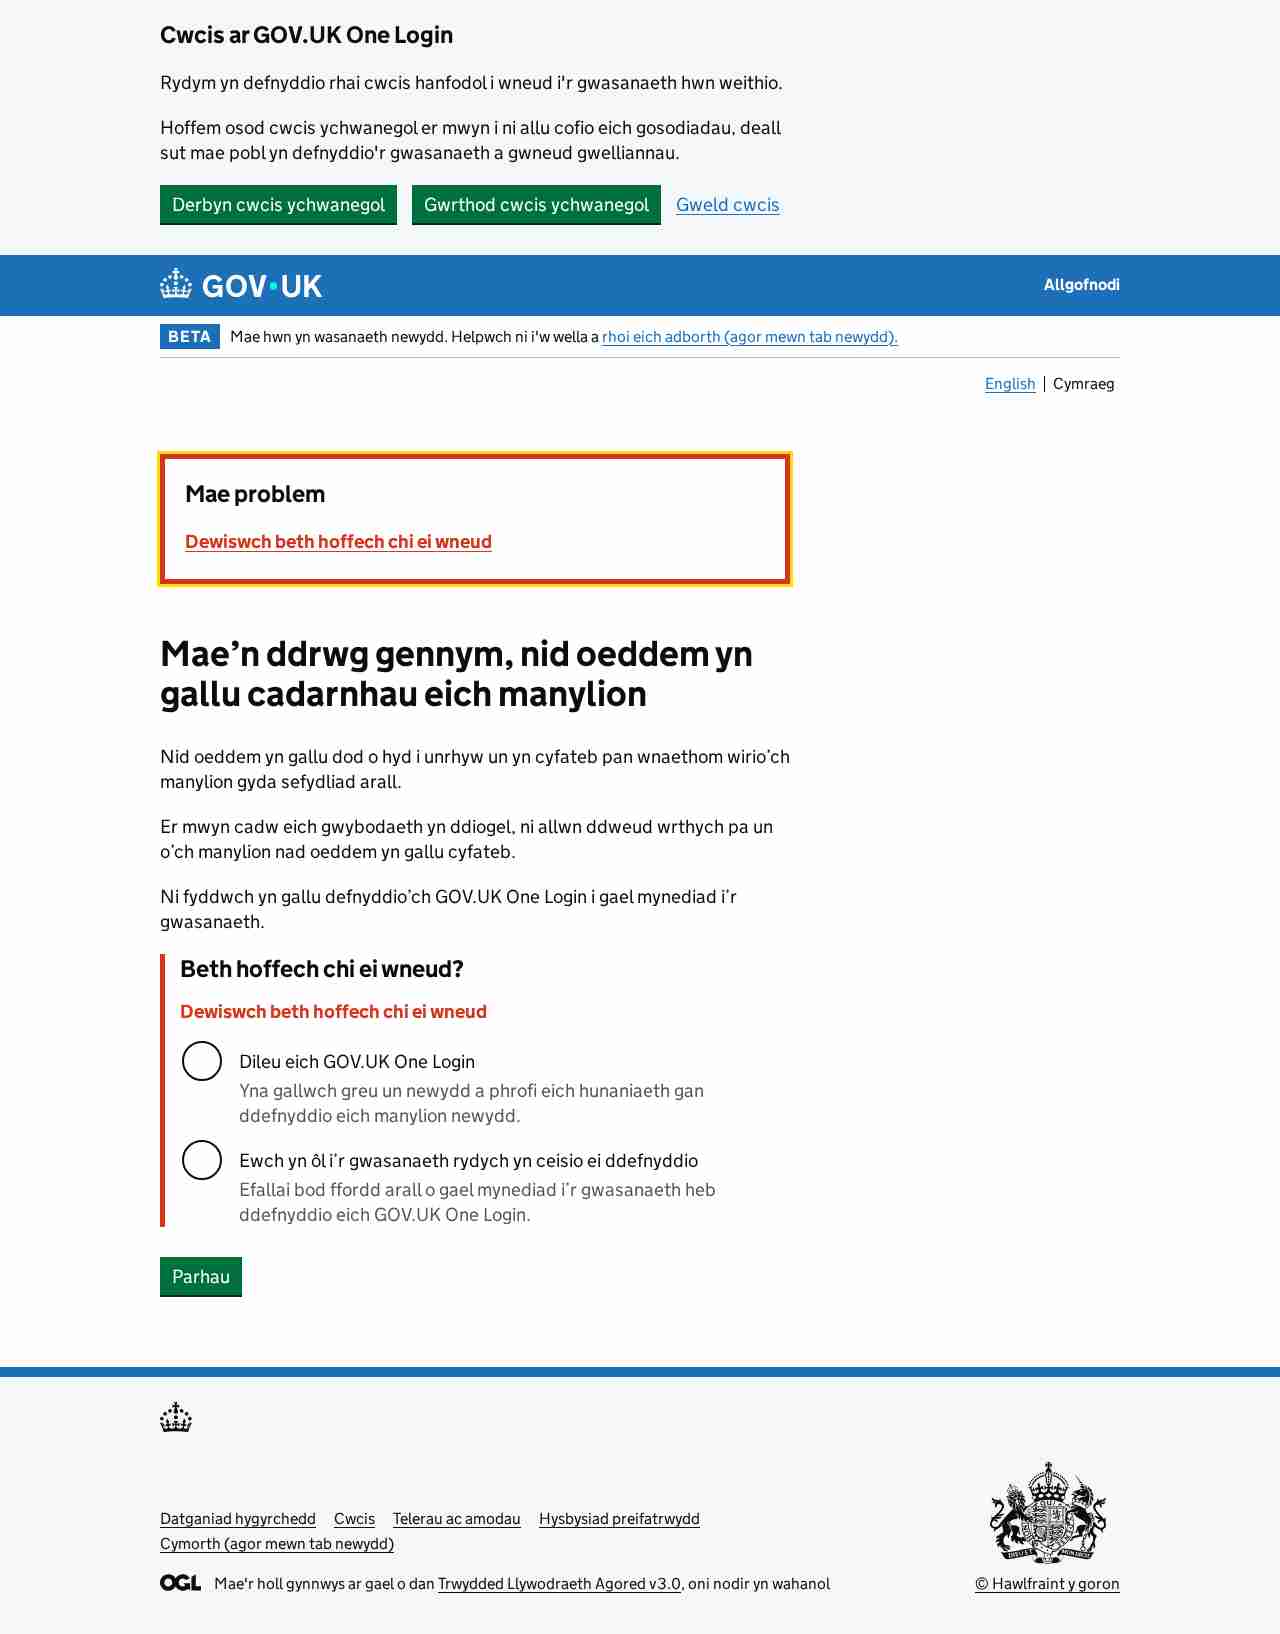 Cwcis ar GOV.UK One Login
Rydym yn defnyddio rhai cwcis hanfodol i wneud i'r gwasanaeth hwn weithio.
Hoffem osod cwcis ychwanegol er mwyn i ni allu cofio eich gosodiadau, deall
sut mae pobl yn defnyddio'r gwasanaeth a gwneud gwelliannau.
Derbyn cwcis ychwanegol Gwrthod cwcis ychwanegol Gweld cwcis
GOV·UK Allgofnodi
BETA Mae hwn yn wasanaeth newydd. Helpwch ni i'w wella a rhoi eich adborth (agor mewn tab newydd).
English | Cymraeg
Mae problem
Dewiswch beth hoffech chi ei wneud
Mae’n ddrwg gennym, nid oeddem yn
gallu cadarnhau eich manylion
Nid oeddem yn gallu dod o hyd i unrhyw un yn cyfateb pan wnaethom wirio’ch
manylion gyda sefydliad arall.
Er mwyn cadw eich gwybodaeth yn ddiogel, ni allwn ddweud wrthych pa un
o’ch manylion nad oeddem yn gallu cyfateb.
Ni fyddwch yn gallu defnyddio’ch GOV.UK One Login i gael mynediad i’r
gwasanaeth.
Beth hoffech chi ei wneud?
Dewiswch beth hoffech chi ei wneud
Dileu eich GOV.UK One Login
Yna gallwch greu un newydd a phrofi eich hunaniaeth gan
ddefnyddio eich manylion newydd.
Ewch yn ôl i’r gwasanaeth rydych yn ceisio ei ddefnyddio
Efallai bod ffordd arall o gael mynediad i’r gwasanaeth heb
ddefnyddio eich GOV.UK One Login.
Parhau
Datganiad hygyrchedd Cwcis Telerau ac amodau Hysbysiad preifatrwydd
Cymorth (agor mewn tab newydd)
OGL Mae'r holl gynnwys ar gael o dan Trwydded Llywodraeth Agored v3.0, oni nodir yn wahanol
© Hawlfraint y goron